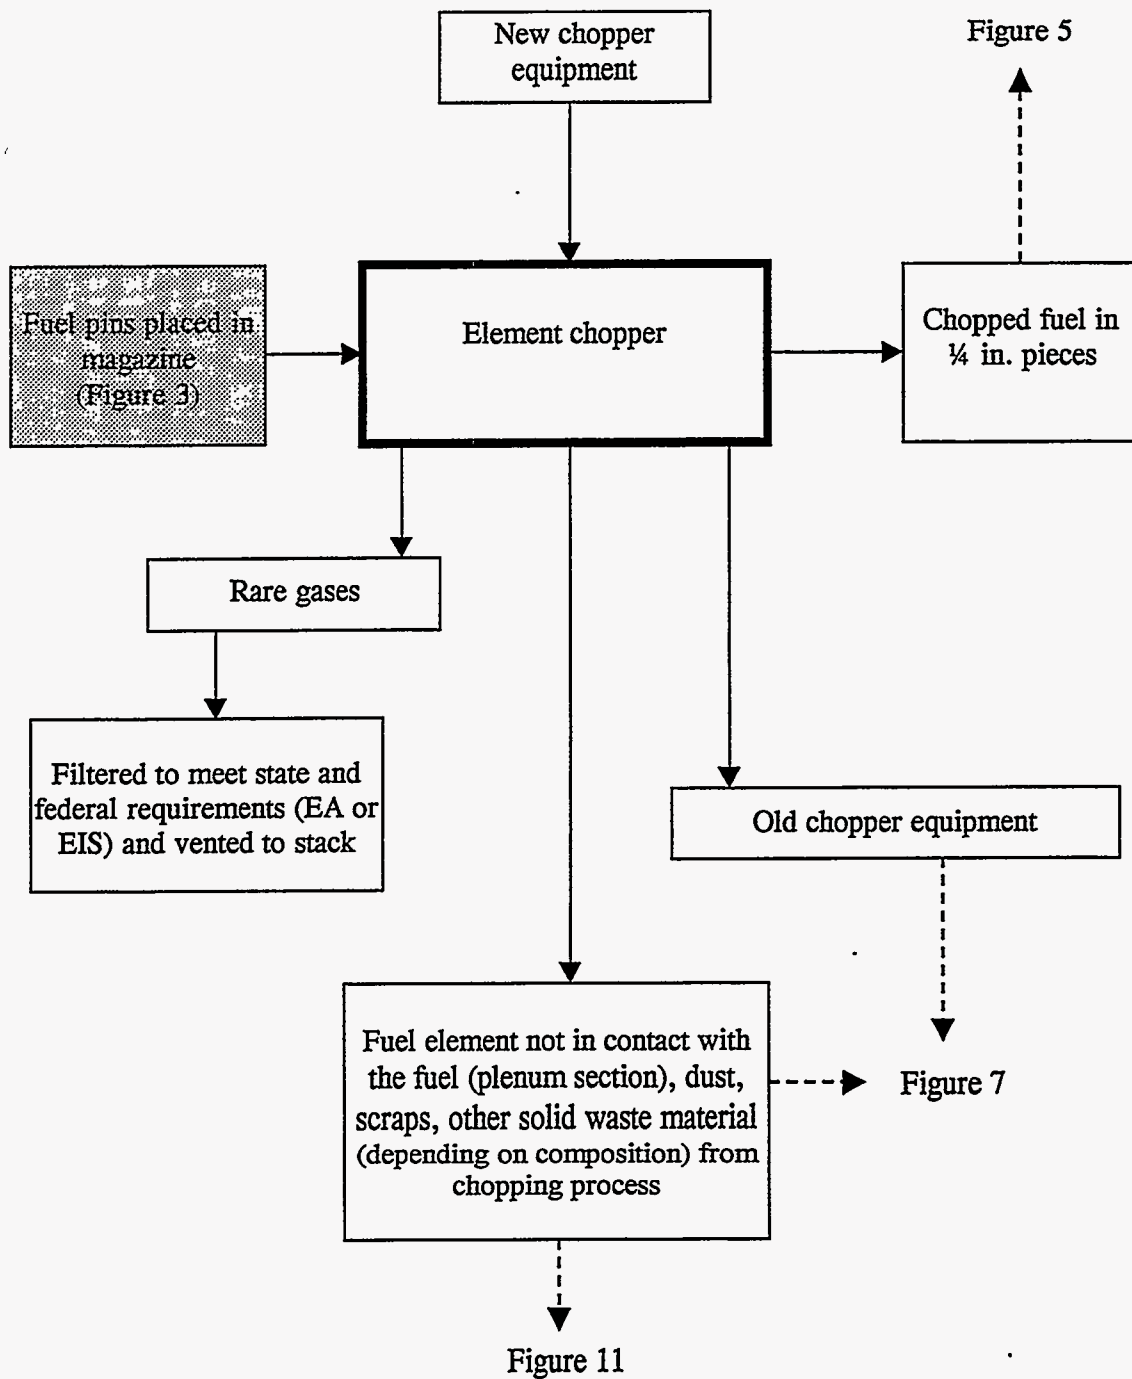 New chopper
equipment
Figure 5
Fuel pins placed in
magazine
(Figure 3)
Element chopper
Chopped fuel in
¼ in. pieces
Rare gases
Filtered to meet state and
federal requirements (EA or
EIS) and vented to stack
Old chopper equipment
Fuel element not in contact with
the fuel (plenum section), dust,
scraps, other solid waste material
(depending on composition) from
chopping process
Figure 7
Figure 11